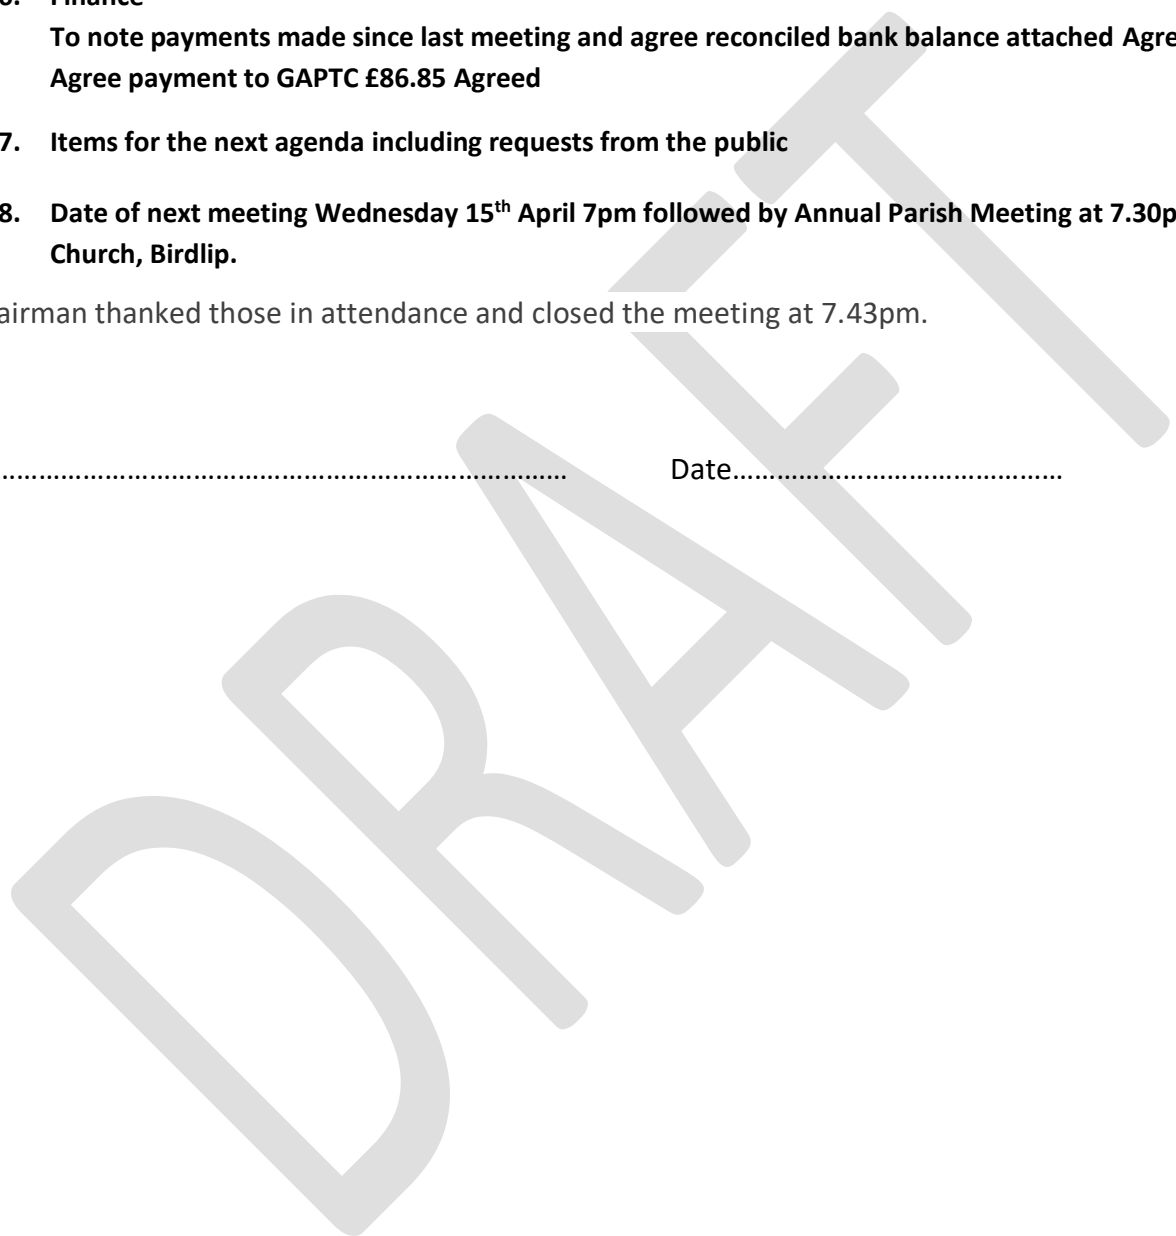 Finance
To note payments made since last meeting and agree reconciled bank balance attached
Agree payment to GAPTC £86.85 Agreed
7. Items for the next agenda including requests from the public
8. Date of next meeting Wednesday 15th April 7pm followed by Annual Parish Meeting at 7.30p
Church, Birdlip.
airman thanked those in attendance and closed the meeting at 7.43pm.
…………………………………………………………………… Date………………………………………
DRAFT